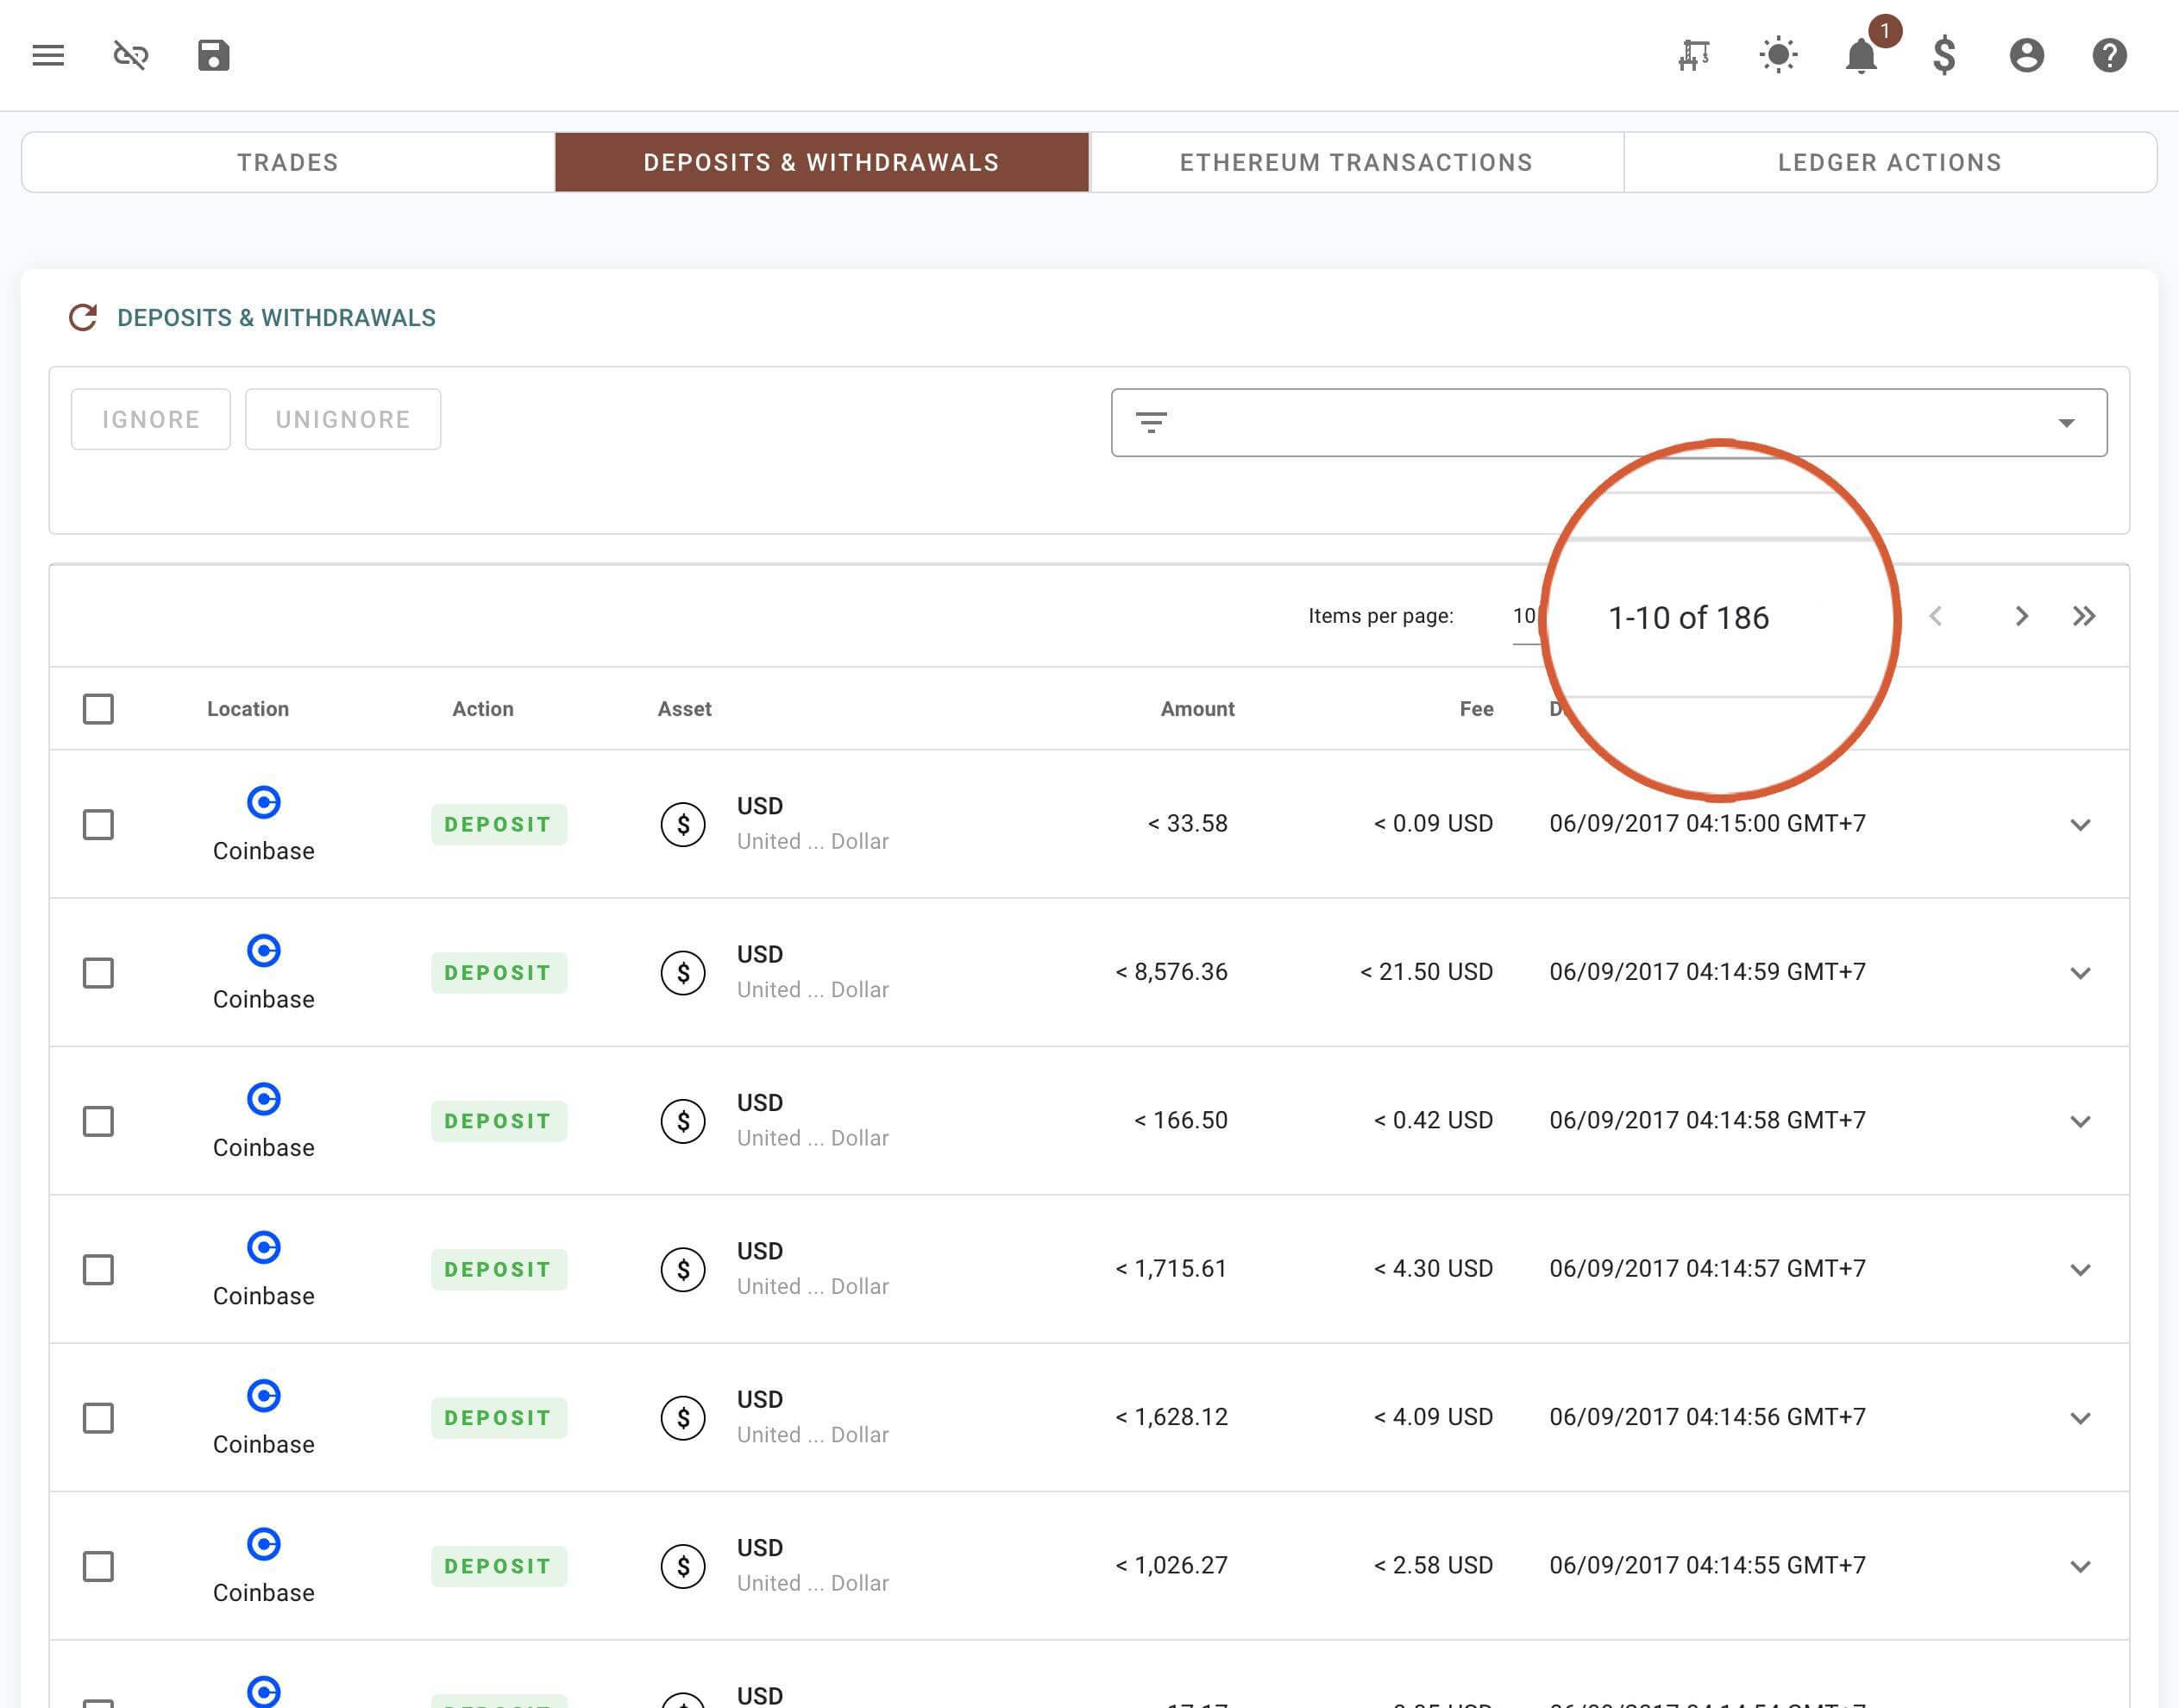 1
TRADES
DEPOSITS & WITHDRAWALS
ETHEREUM TRANSACTIONS
LEDGER ACTIONS
DEPOSITS & WITHDRAWALS
IGNORE
UNIGNORE
Items per page: 10
1-10 of 186
Location Action Asset Amount Fee
USD
DEPOSIT $ < 33.58 < 0.09 USD 06/09/2017 04:15:00 GMT+7
United ... Dollar
Coinbase
USD
DEPOSIT $ < 8,576.36 < 21.50 USD 06/09/2017 04:14:59 GMT+7
United ... Dollar
Coinbase
USD
DEPOSIT $ < 166.50 < 0.42 USD 06/09/2017 04:14:58 GMT+7
United ... Dollar
Coinbase
USD
DEPOSIT $ < 1,715.61 < 4.30 USD 06/09/2017 04:14:57 GMT+7
United ... Dollar
Coinbase
USD
DEPOSIT $ < 1,628.12 < 4.09 USD 06/09/2017 04:14:56 GMT+7
United ... Dollar
Coinbase
USD
DEPOSIT $ < 1,026.27 < 2.58 USD 06/09/2017 04:14:55 GMT+7
United ... Dollar
Coinbase
USD